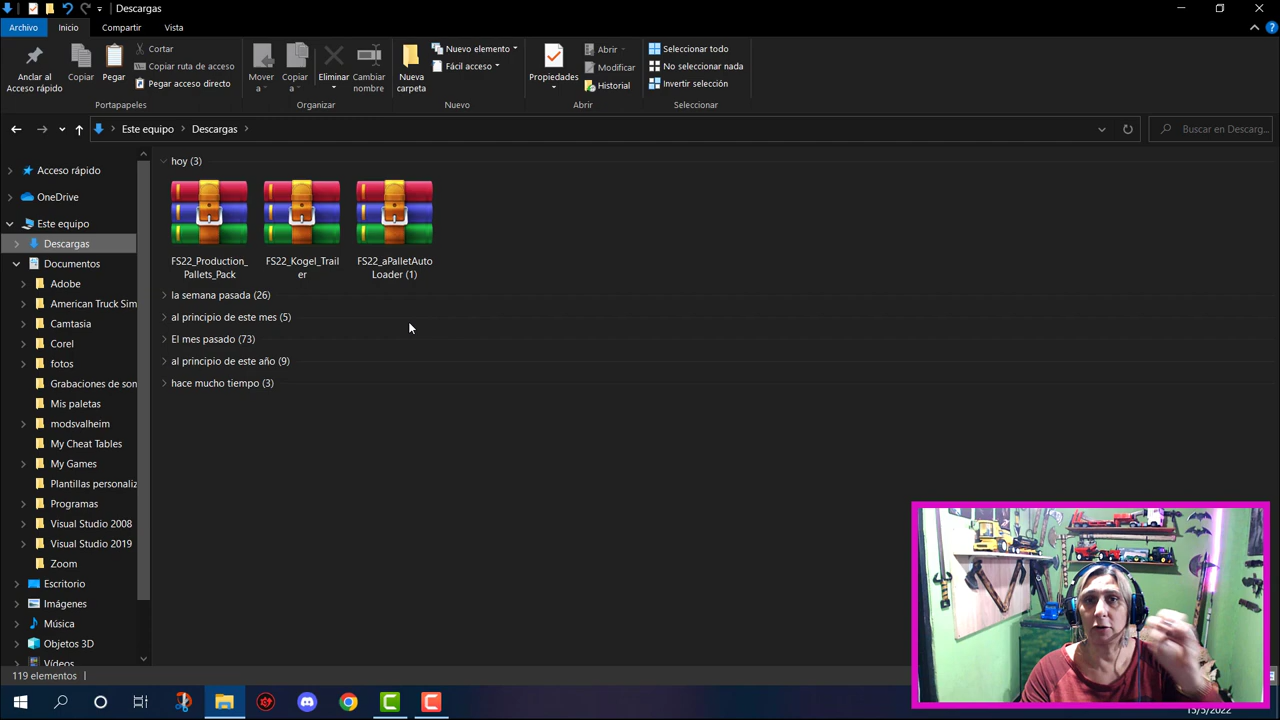 Descargas
Archivo Inicio Compartir Vista
Anclar al
Acceso rápido
Copiar
Pegar
Cortar
Copiar ruta de acceso
Pegar acceso directo
Portapapeles
Mover
a
Copiar
a
Eliminar
Cambiar
nombre
Organizar
Nueva
carpeta
Nuevo elemento
Fácil acceso
Nuevo
Propiedades
Abrir
Modificar
Historial
Abrir
Seleccionar todo
No seleccionar nada
Invertir selección
Seleccionar
Este equipo
Descargas
Buscar en Descarg...
Acceso rápido
OneDrive
Este equipo
Descargas
Documentos
Adobe
American Truck Sim
Camtasia
Corel
fotos
Grabaciones de son
Mis paletas
modsvalheim
My Cheat Tables
My Games
Plantillas personaliz
Programas
Visual Studio 2008
Visual Studio 2019
Zoom
Escritorio
Imágenes
Música
Objetos 3D
Vídeos
hoy (3)
FS22_Production_
Pallets_Pack
FS22_Kogel_Trail
er
FS22_aPalletAuto
Loader (1)
la semana pasada (26)
al principio de este mes (5)
El mes pasado (73)
al principio de este año (9)
hace mucho tiempo (3)
119 elementos